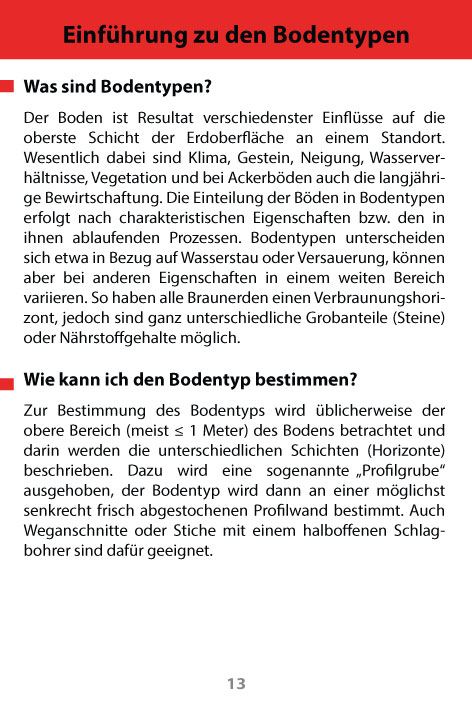 Einführung zu den Bodentypen
Was sind Bodentypen?
Der Boden ist Resultat verschiedenster Einflüsse auf die
oberste Schicht der Erdoberfläche an einem Standort.
Wesentlich dabei sind Klima, Gestein, Neigung, Wasserver-
hältnisse, Vegetation und bei Ackerböden auch die langjähri-
ge Bewirtschaftung. Die Einteilung der Böden in Bodentypen
erfolgt nach charakteristischen Eigenschaften bzw. den in
ihnen ablaufenden Prozessen. Bodentypen unterscheiden
sich etwa in Bezug auf Wasserstau oder Versauerung, können
aber bei anderen Eigenschaften in einem weiten Bereich
variieren. So haben alle Braunerden einen Verbraunungshori-
zont, jedoch sind ganz unterschiedliche Grobanteile (Steine)
oder Nährstoffgehalte möglich.
Wie kann ich den Bodentyp bestimmen?
Zur Bestimmung des Bodentyps wird üblicherweise der
obere Bereich (meist ≤ 1 Meter) des Bodens betrachtet und
darin werden die unterschiedlichen Schichten (Horizonte)
beschrieben. Dazu wird eine sogenannte „Profilgrube“
ausgehoben, der Bodentyp wird dann an einer möglichst
senkrecht frisch abgestochenen Profilwand bestimmt. Auch
Weganschnitte oder Stiche mit einem halboffenen Schlag-
bohrer sind dafür geeignet.
13